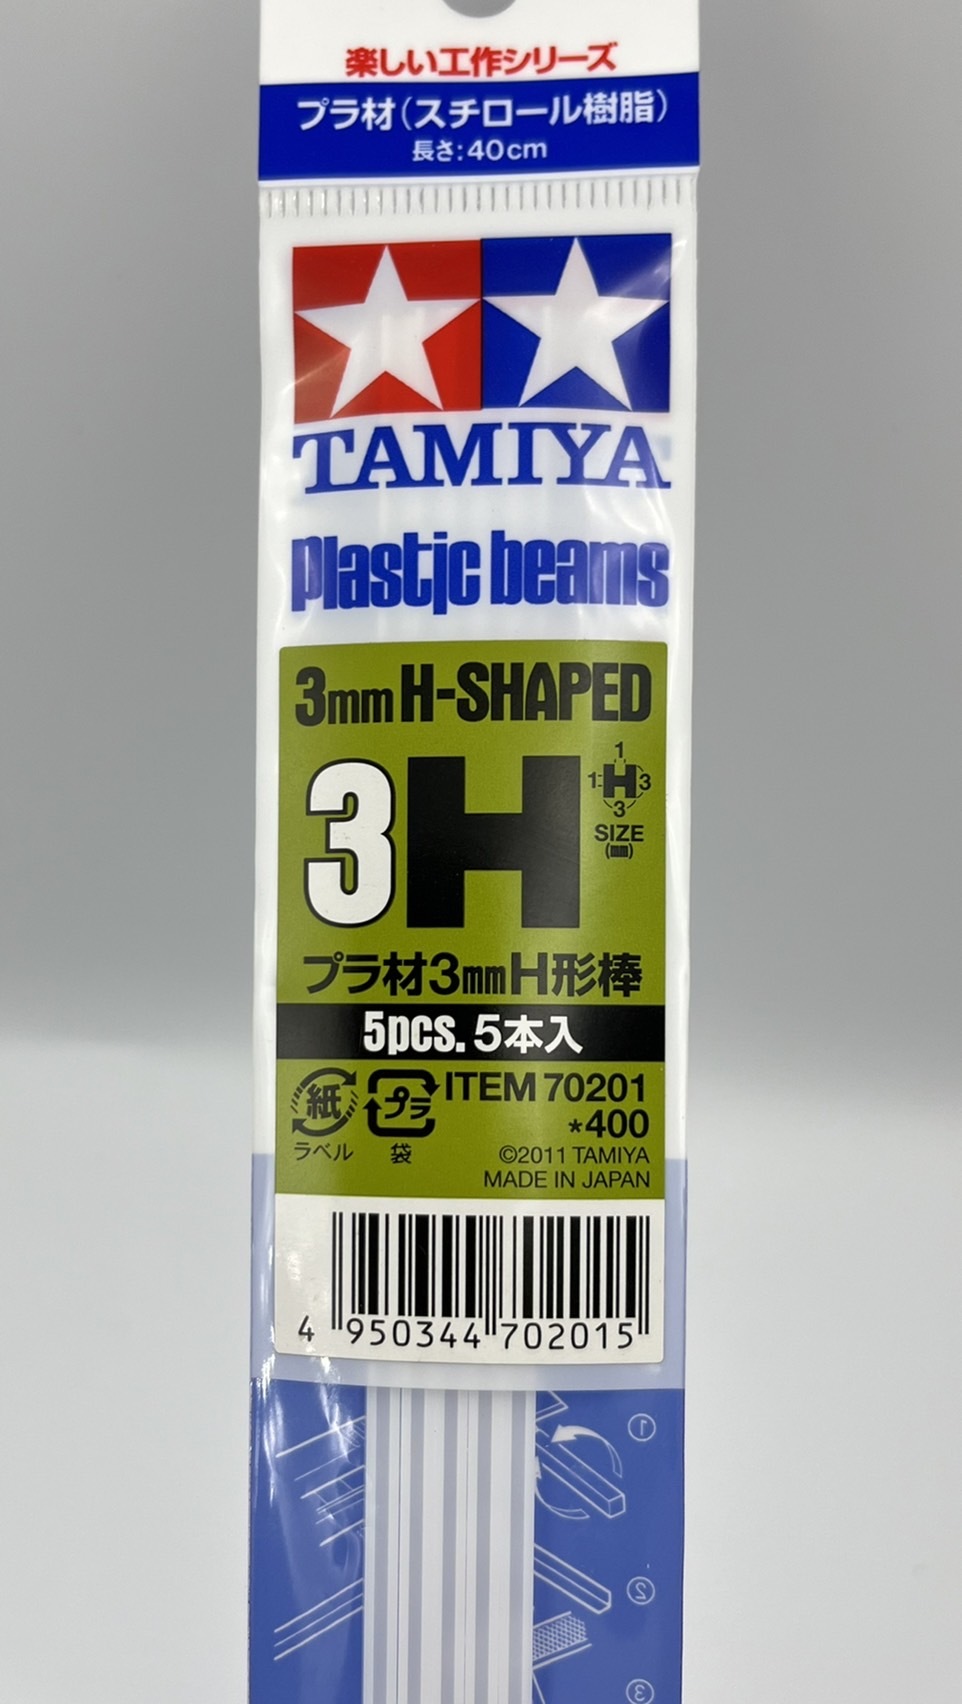 楽しい工作シリーズ
プラ材(スチロール樹脂)
長さ:40cm
TAMIYA
Plastic beams
3mm H-SHAPED
3H
1
1 H 3
3
SIZE
(mm)
プラ材3mmH形棒
5pcs. 5本入
紙 プラ ITEM 70201
*400
ラベル 袋 ©2011 TAMIYA
MADE IN JAPAN
4 950344 702015
①
②
③